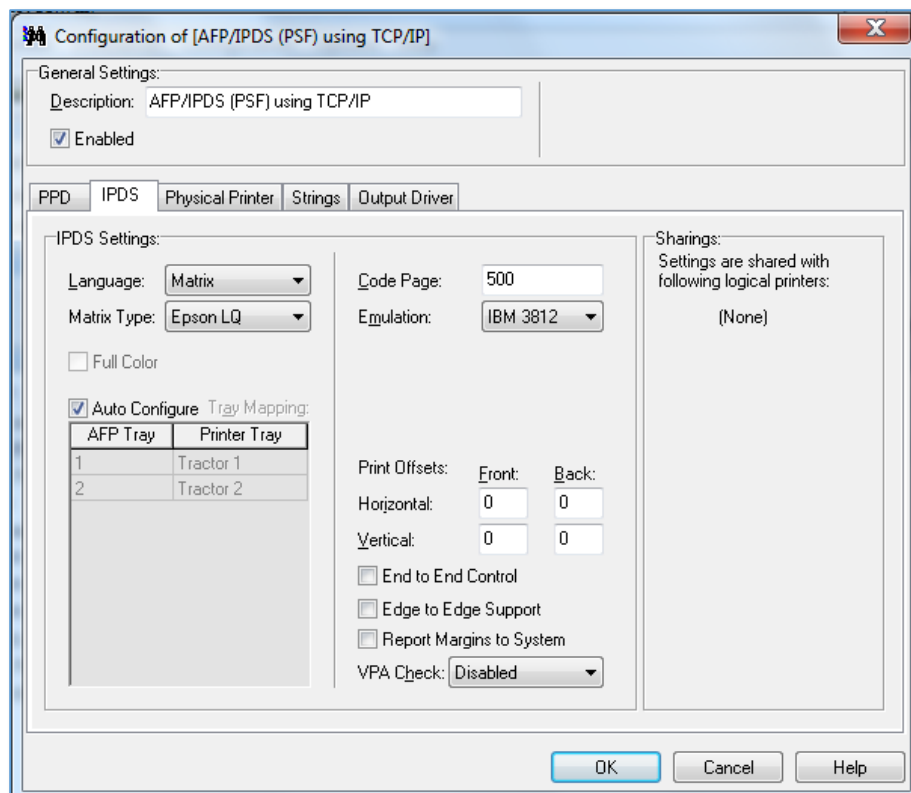 Configuration of [AFP/IPDS (PSF) using TCP/IP]
X
General Settings:
Description: AFP/IPDS (PSF) using TCP/IP
Enabled
PPD IPDS Physical Printer Strings Output Driver
IPDS Settings:
Language: Matrix
Matrix Type: Epson LQ
Full Color
Auto Configure Tray Mapping:
AFP Tray Printer Tray
1 Tractor 1
2 Tractor 2
Code Page: 500
Emulation: IBM 3812
Print Offsets: Front: Back:
Horizontal: 0 0
Vertical: 0 0
End to End Control
Edge to Edge Support
Report Margins to System
VPA Check: Disabled
Sharings:
Settings are shared with
following logical printers:
(None)
OK Cancel Help